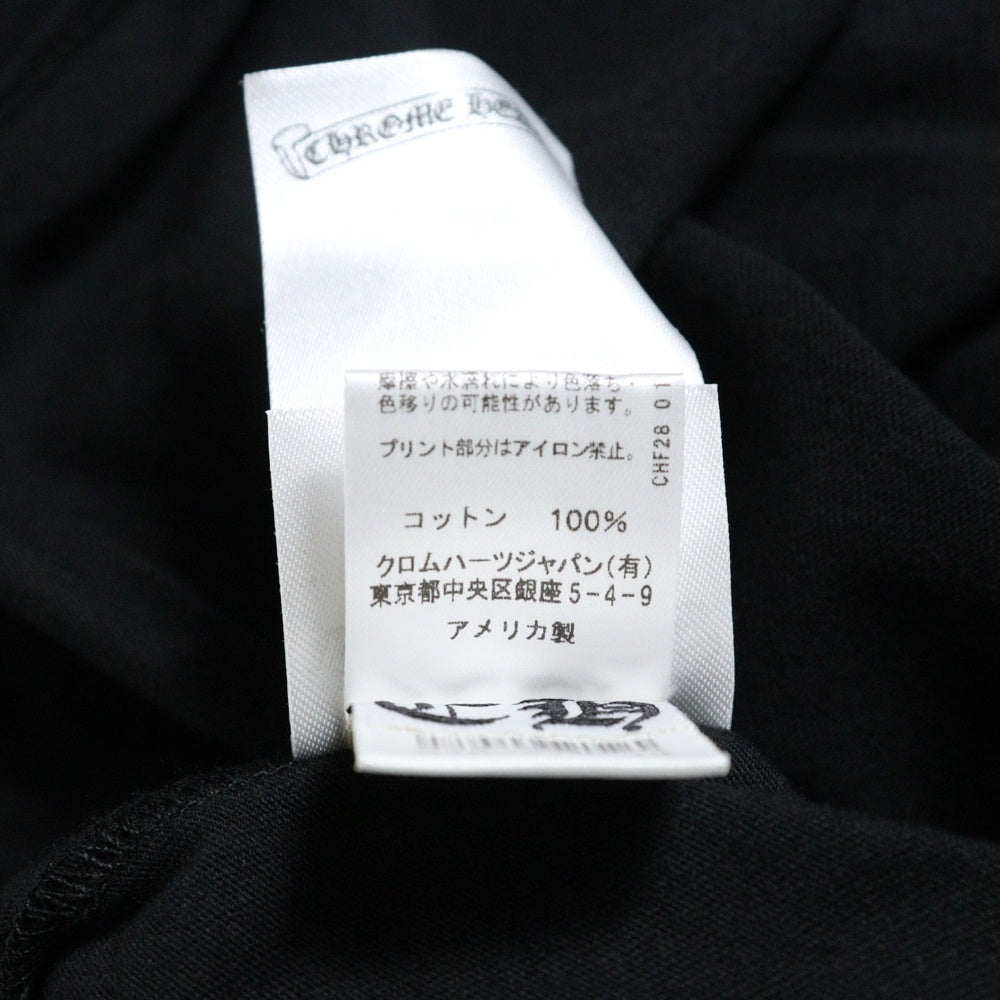 CHROME HEA
摩擦や水濡れにより色落ち・
色移りの可能性があります。
プリント部分はアイロン禁止。
コットン 100%
クロムハーツジャパン(有)
東京都中央区銀座5-4-9
アメリカ製
CHF28 01